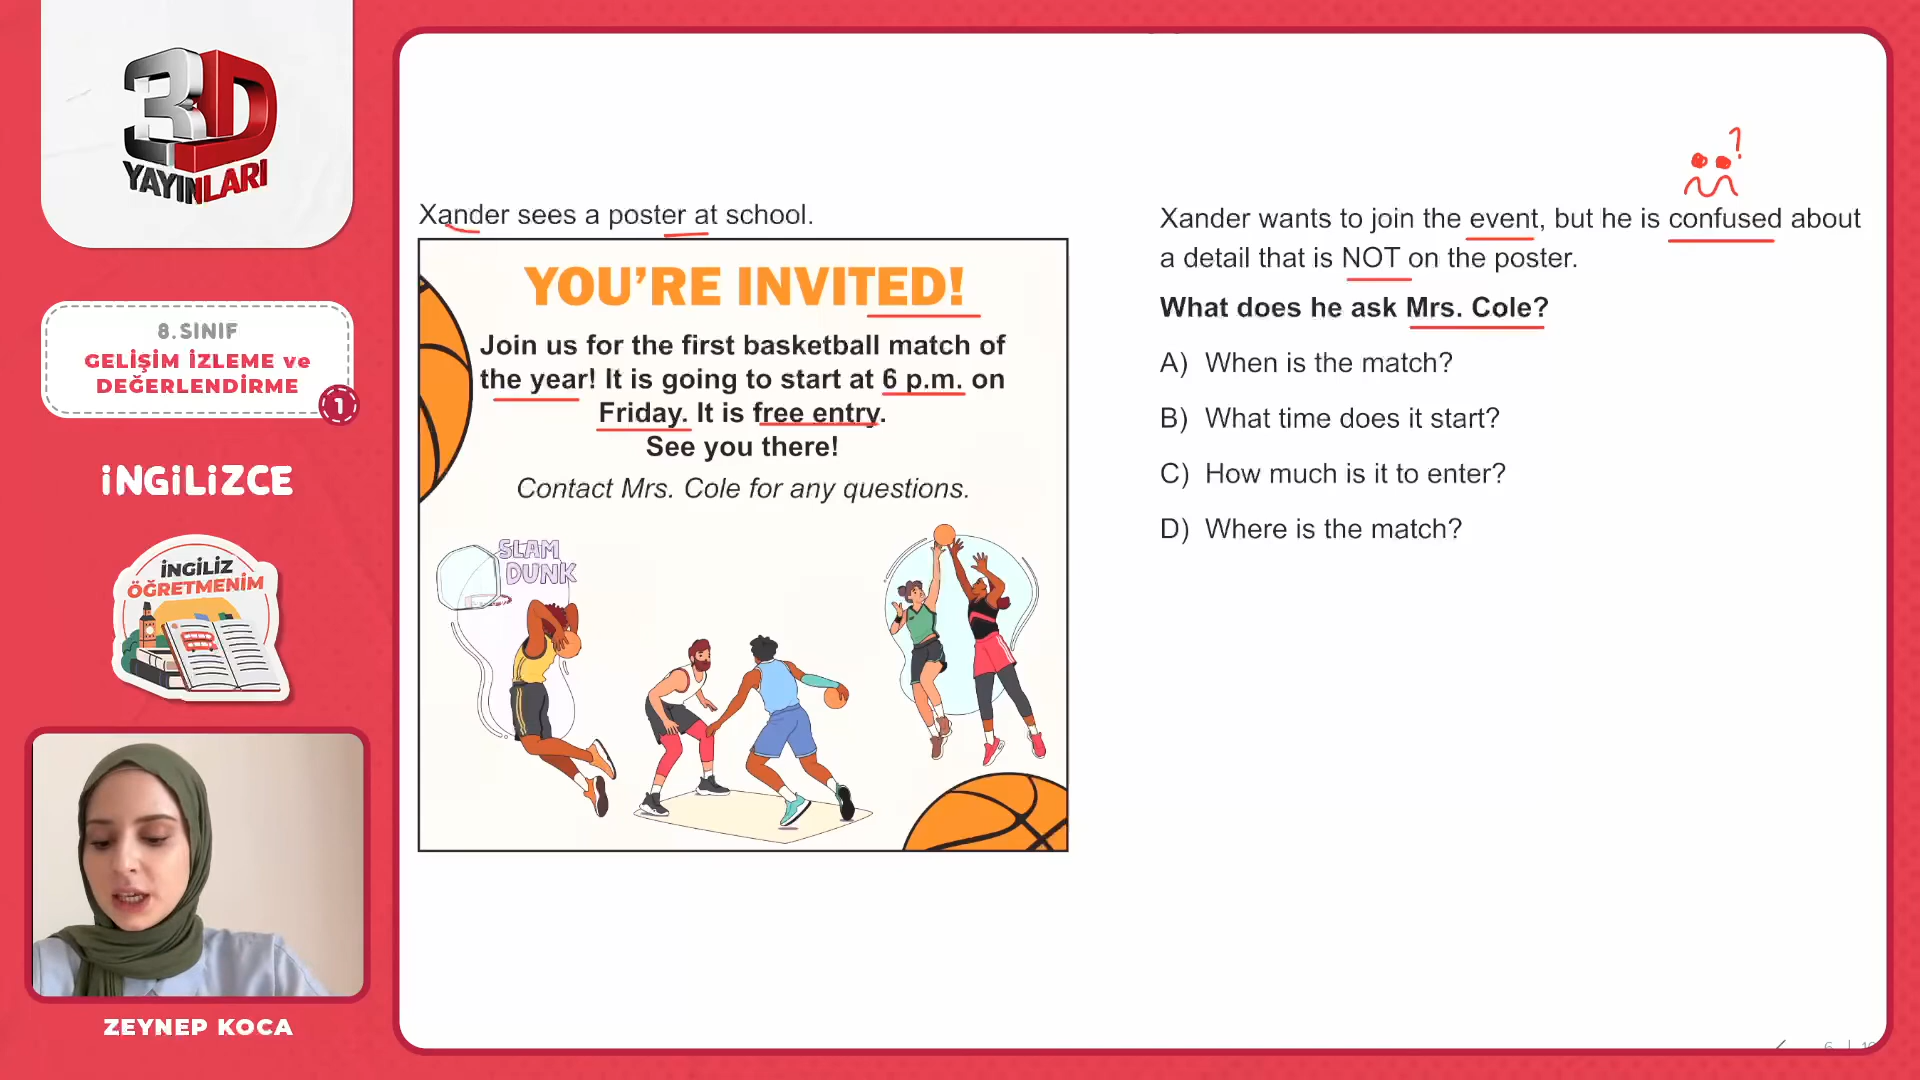 3D
YAYINLARI
8.SINIF
GELİŞİM İZLEME ve
DEĞERLENDİRME
1
İNGİLİZCE
İNGİLİZ
ÖĞRETMENİM
ZEYNEP KOCA
Xander sees a poster at school.
YOU'RE INVITED!
Join us for the first basketball match of
the year! It is going to start at 6 p.m. on
Friday. It is free entry.
See you there!
Contact Mrs. Cole for any questions.
SLAM
DUNK
?
Xander wants to join the event, but he is confused about
a detail that is NOT on the poster.
What does he ask Mrs. Cole?
A) When is the match?
B) What time does it start?
C) How much is it to enter?
D) Where is the match?